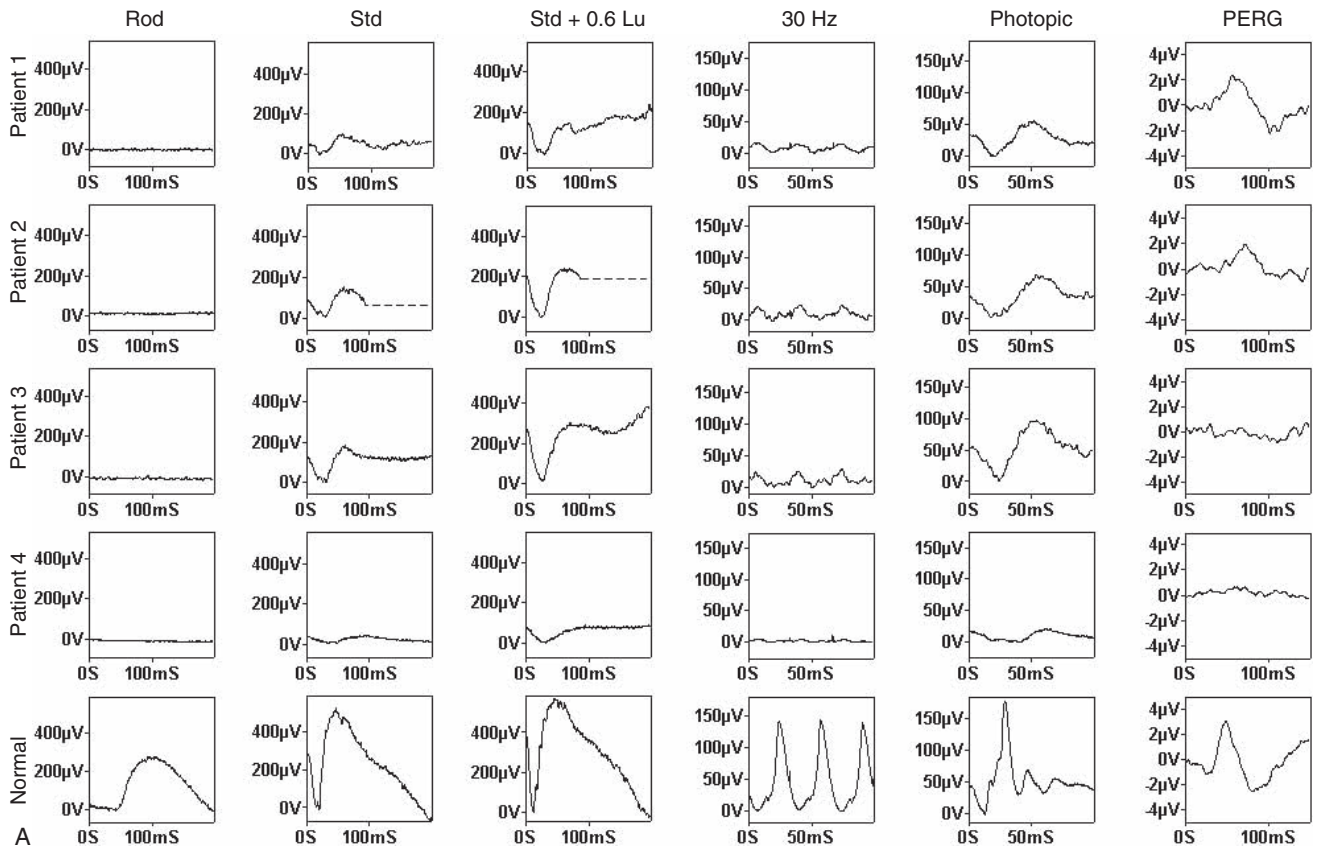 Rod Std Std + 0.6 Lu 30 Hz Photopic PERG
Patient 1
400µV 400µV 400µV 150µV 150µV 4µV
200µV 200µV 200µV 100µV 100µV 2µV
0V 0V 0V 50µV 50µV 0V
0V 0V -2µV
-4µV
0S 100mS 0S 100mS 0S 100mS 0S 50mS 0S 50mS 0S 100mS
Patient 2
400µV 400µV 400µV 150µV 150µV 4µV
200µV 200µV 200µV 100µV 100µV 2µV
0V 0V 0V 50µV 50µV 0V
0V 0V -2µV
-4µV
0S 100mS 0S 100mS 0S 100mS 0S 50mS 0S 50mS 0S 100mS
Patient 3
400µV 400µV 400µV 150µV 150µV 4µV
200µV 200µV 200µV 100µV 100µV 2µV
0V 0V 0V 50µV 50µV 0V
0V 0V -2µV
-4µV
0S 100mS 0S 100mS 0S 100mS 0S 50mS 0S 50mS 0S 100mS
Patient 4
400µV 400µV 400µV 150µV 150µV 4µV
200µV 200µV 200µV 100µV 100µV 2µV
0V 0V 0V 50µV 50µV 0V
0V 0V -2µV
-4µV
0S 100mS 0S 100mS 0S 100mS 0S 50mS 0S 50mS 0S 100mS
Normal
400µV 400µV 400µV 150µV 150µV 4µV
200µV 200µV 200µV 100µV 100µV 2µV
0V 0V 0V 50µV 50µV 0V
0V 0V -2µV
-4µV
0S 100mS 0S 100mS 0S 100mS 0S 50mS 0S 50mS 0S 100mS
A